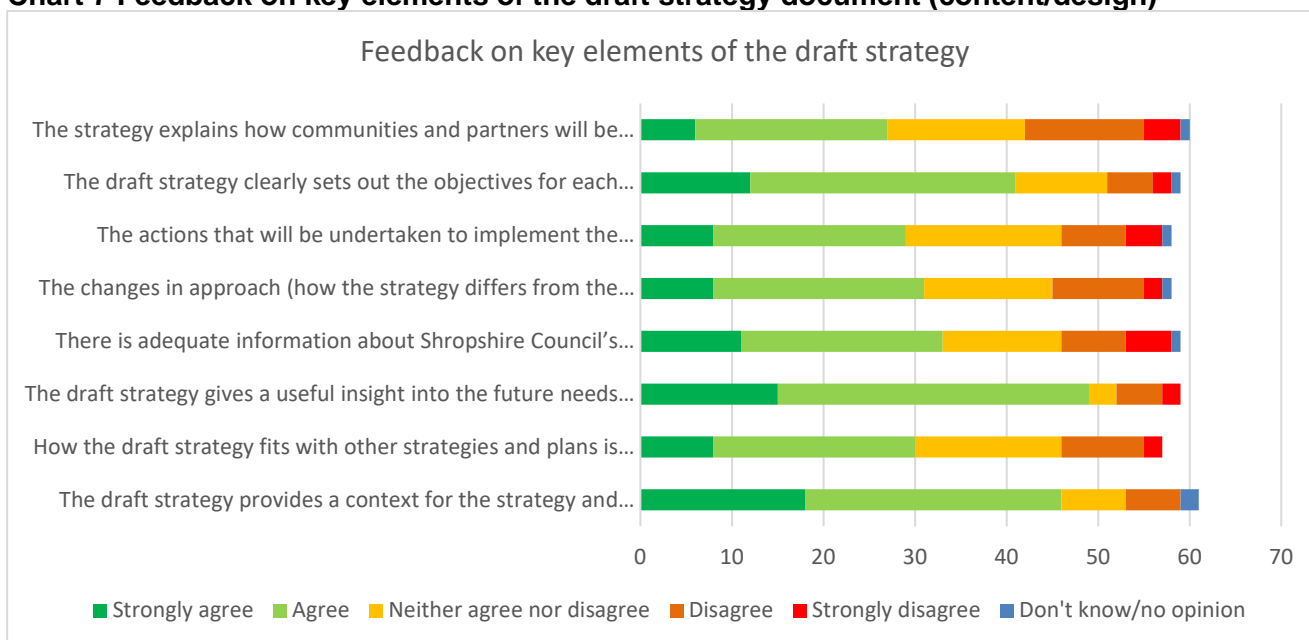 Chart 7 Feedback on key elements of the draft strategy document (content/design)
Feedback on key elements of the draft strategy
The strategy explains how communities and partners will be...
The draft strategy clearly sets out the objectives for each...
The actions that will be undertaken to implement the...
The changes in approach (how the strategy differs from the...
There is adequate information about Shropshire Council’s...
The draft strategy gives a useful insight into the future needs...
How the draft strategy fits with other strategies and plans is...
The draft strategy provides a context for the strategy and...
0 10 20 30 40 50 60 70
Strongly agree Agree Neither agree nor disagree Disagree Strongly disagree Don't know/no opinion